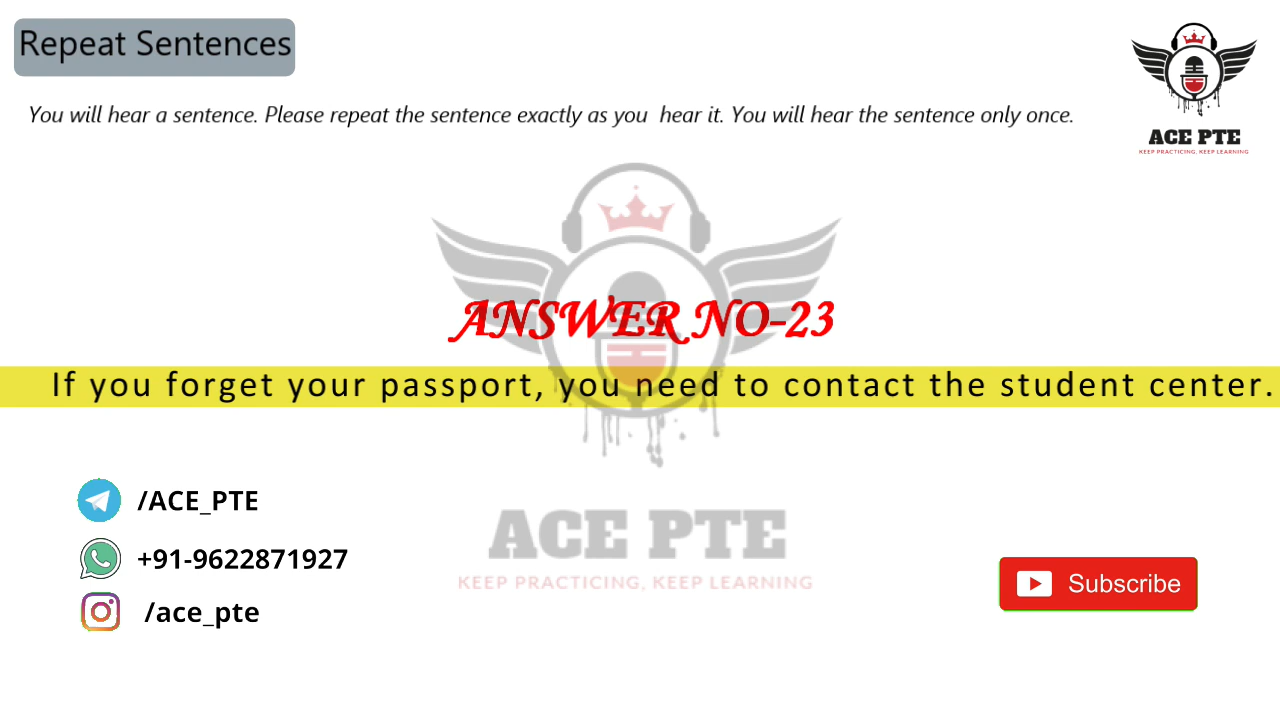 Repeat Sentences
You will hear a sentence. Please repeat the sentence exactly as you  hear it. You will hear the sentence only once.
ACE PTE
KEEP PRACTICING, KEEP LEARNING
ANSWER NO-23
If you forget your passport, you need to contact the student center.
/ACE_PTE
+91-9622871927
/ace_pte
ACE PTE
KEEP PRACTICING, KEEP LEARNING
Subscribe